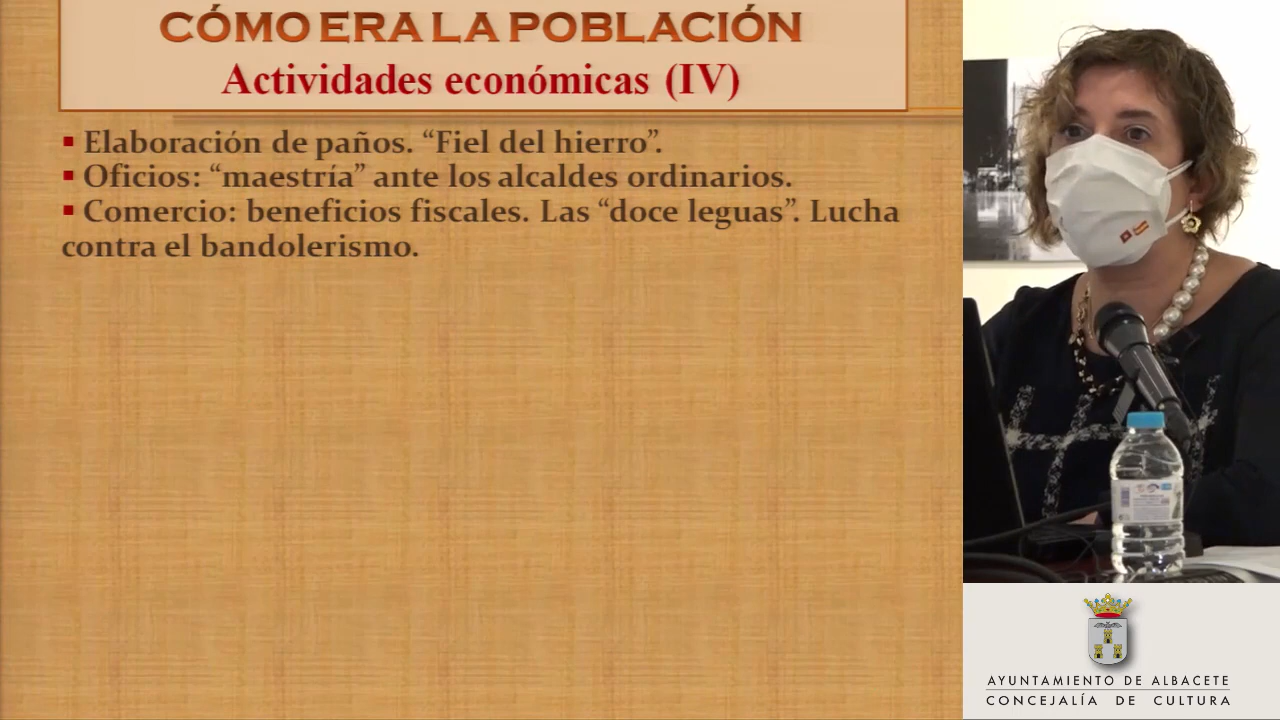 CÓMO ERA LA POBLACIÓN
Actividades económicas (IV)
▪ Elaboración de paños. “Fiel del hierro”.
▪ Oficios: “maestría” ante los alcaldes ordinarios.
▪ Comercio: beneficios fiscales. Las “doce leguas”. Lucha
contra el bandolerismo.
AYUNTAMIENTO DE ALBACETE
CONCEJALÍA DE CULTURA